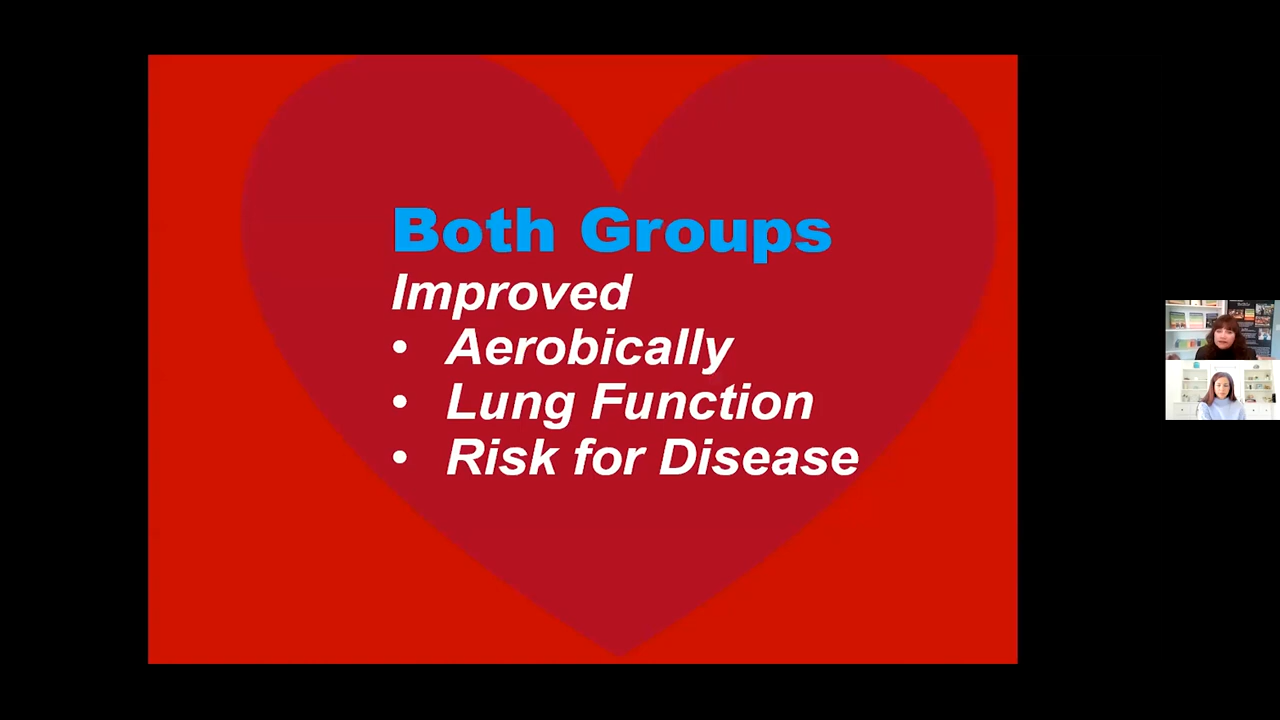 Both Groups
Improved
• Aerobically
• Lung Function
• Risk for Disease